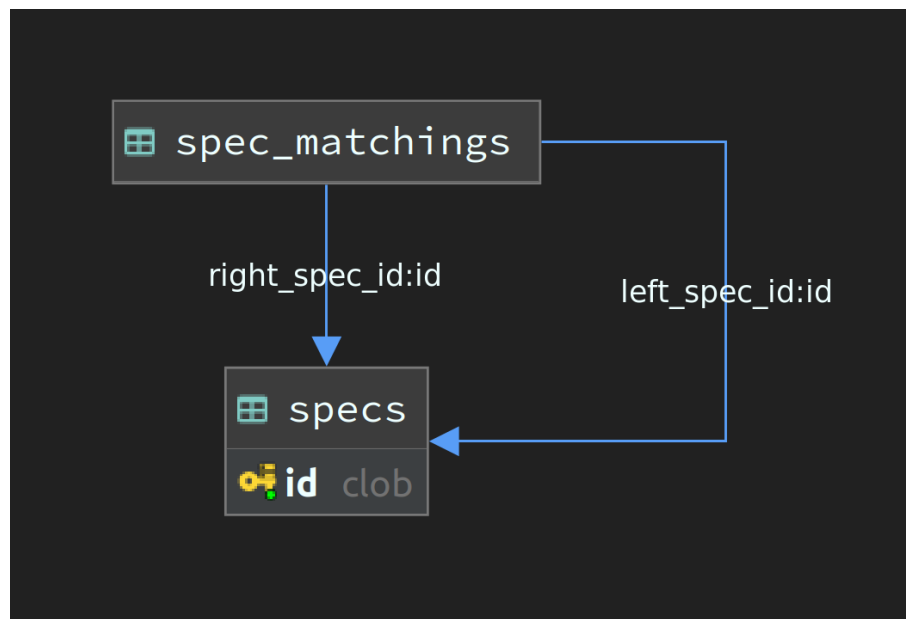 spec_matchings
right_spec_id:id
left_spec_id:id
specs
id clob